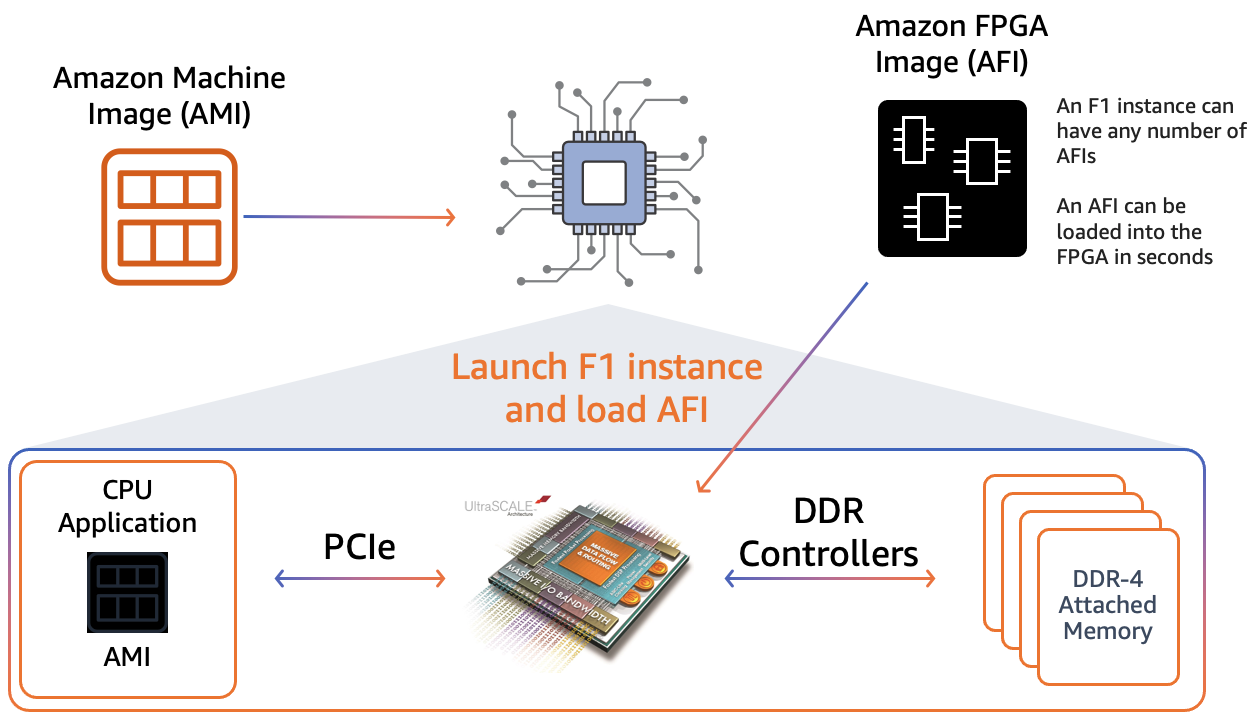 Amazon Machine
Image (AMI)
Amazon FPGA
Image (AFI)
An F1 instance can
have any number of
AFIs
An AFI can be
loaded into the
FPGA in seconds
Launch F1 instance
and load AFI
CPU
Application
AMI
PCIe
UltraSCALE
Architecture
MASSIVE
DATA FLOW
& ROUTING
MASSIVE I/O BANDWIDTH
DDR
Controllers
DDR-4
Attached
Memory